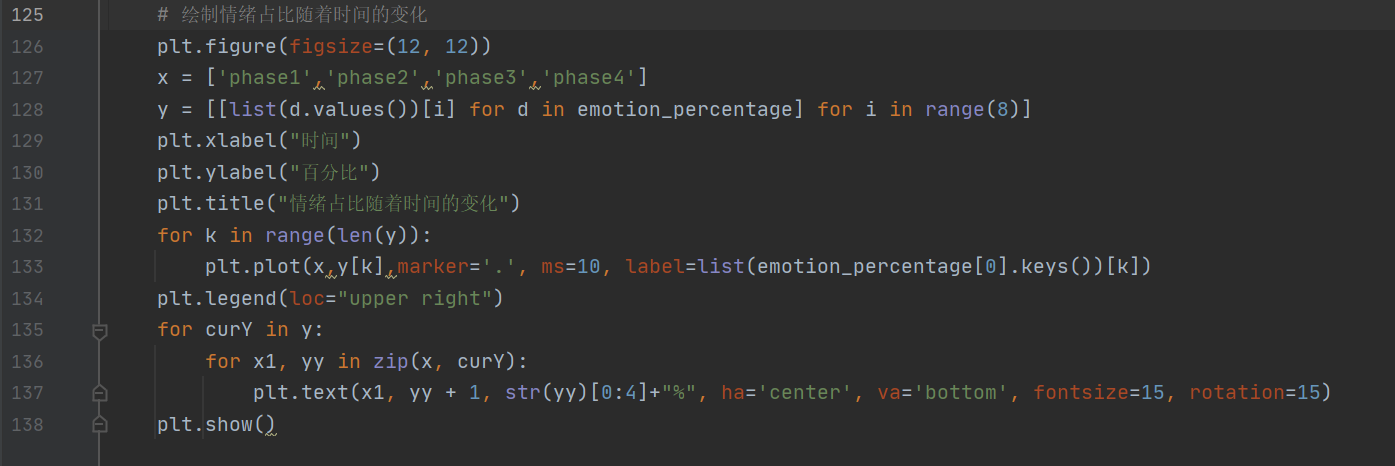 125 # 绘制情绪占比随着时间的变化
126 plt.figure(figsize=(12, 12))
127 x = ['phase1','phase2','phase3','phase4']
128 y = [[list(d.values())[i] for d in emotion_percentage] for i in range(8)]
129 plt.xlabel("时间")
130 plt.ylabel("百分比")
131 plt.title("情绪占比随着时间的变化")
132 for k in range(len(y)):
133 plt.plot(x,y[k],marker='.', ms=10, label=list(emotion_percentage[0].keys())[k])
134 plt.legend(loc="upper right")
135 for curY in y:
136 for x1, yy in zip(x, curY):
137 plt.text(x1, yy + 1, str(yy)[0:4]+"%", ha='center', va='bottom', fontsize=15, rotation=15)
138 plt.show()